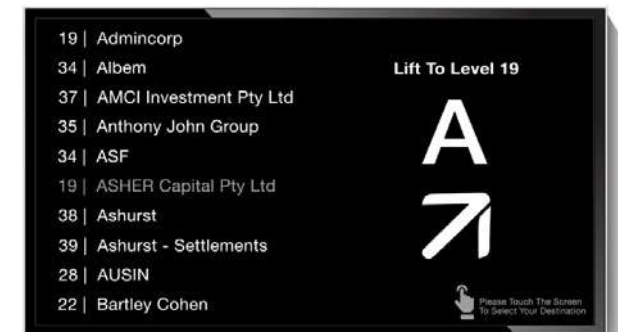 19 | Admincorp
34 | Albem
37 | AMCI Investment Pty Ltd
35 | Anthony John Group
34 | ASF
19 | ASHER Capital Pty Ltd
38 | Ashurst
39 | Ashurst - Settlements
28 | AUSIN
22 | Bartley Cohen
Lift To Level 19
A
Please Touch The Screen
To Select Your Destination